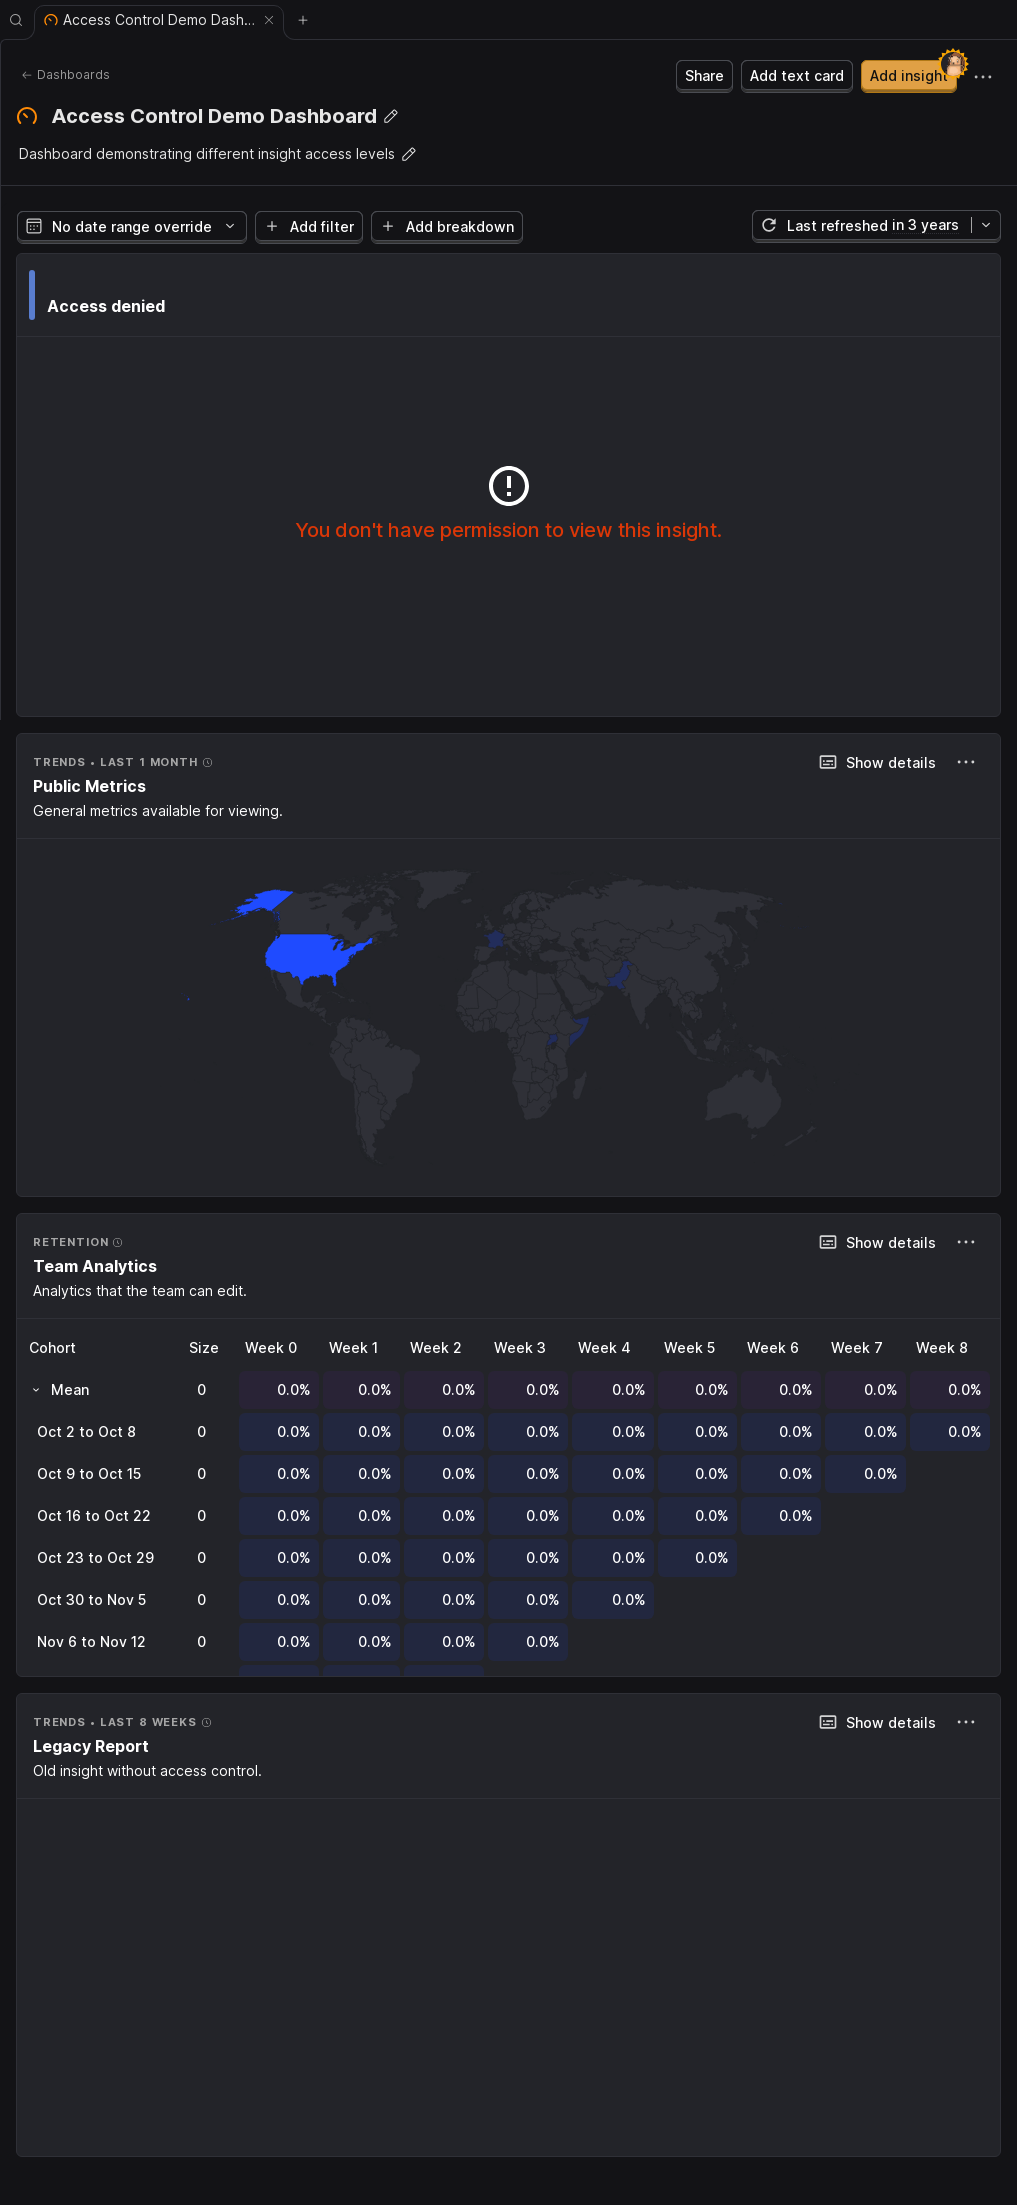 Access Control Demo Dash...
Dashboards
Share
Add text card
Add insight
Access Control Demo Dashboard
Dashboard demonstrating different insight access levels
No date range override
Add filter
Add breakdown
Last refreshed in 3 years
Access denied
You don't have permission to view this insight.
TRENDS • LAST 1 MONTH
Show details
Public Metrics
General metrics available for viewing.
RETENTION
Show details
Team Analytics
Analytics that the team can edit.
Cohort Size Week 0 Week 1 Week 2 Week 3 Week 4 Week 5 Week 6 Week 7 Week 8
Mean 0 0.0% 0.0% 0.0% 0.0% 0.0% 0.0% 0.0% 0.0% 0.0%
Oct 2 to Oct 8 0 0.0% 0.0% 0.0% 0.0% 0.0% 0.0% 0.0% 0.0% 0.0%
Oct 9 to Oct 15 0 0.0% 0.0% 0.0% 0.0% 0.0% 0.0% 0.0% 0.0%
Oct 16 to Oct 22 0 0.0% 0.0% 0.0% 0.0% 0.0% 0.0% 0.0%
Oct 23 to Oct 29 0 0.0% 0.0% 0.0% 0.0% 0.0% 0.0%
Oct 30 to Nov 5 0 0.0% 0.0% 0.0% 0.0% 0.0%
Nov 6 to Nov 12 0 0.0% 0.0% 0.0% 0.0%
TRENDS • LAST 8 WEEKS
Show details
Legacy Report
Old insight without access control.